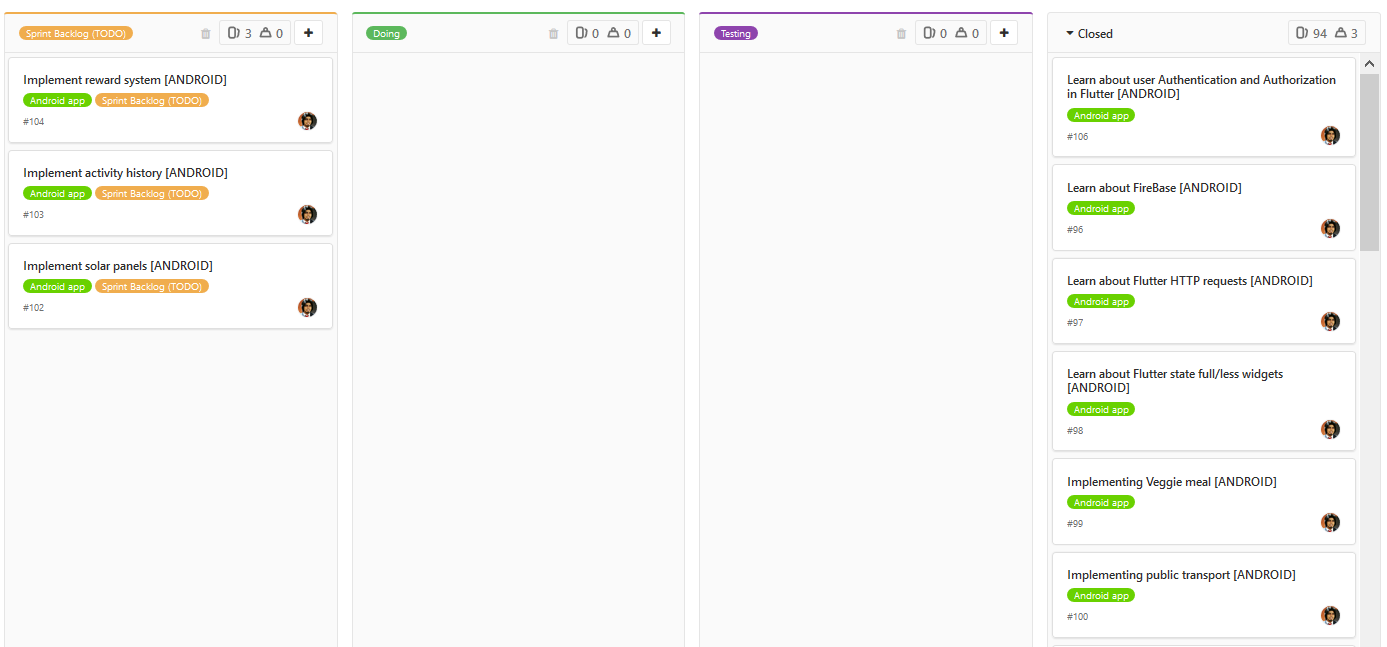 Sprint Backlog (TODO) 3 0
Implement reward system [ANDROID]
Android app Sprint Backlog (TODO)
#104
Implement activity history [ANDROID]
Android app Sprint Backlog (TODO)
#103
Implement solar panels [ANDROID]
Android app Sprint Backlog (TODO)
#102
Doing 0 0
Testing 0 0
Closed 94 3
Learn about user Authentication and Authorization
in Flutter [ANDROID]
Android app
#106
Learn about FireBase [ANDROID]
Android app
#96
Learn about Flutter HTTP requests [ANDROID]
Android app
#97
Learn about Flutter state full/less widgets
[ANDROID]
Android app
#98
Implementing Veggie meal [ANDROID]
Android app
#99
Implementing public transport [ANDROID]
Android app
#100